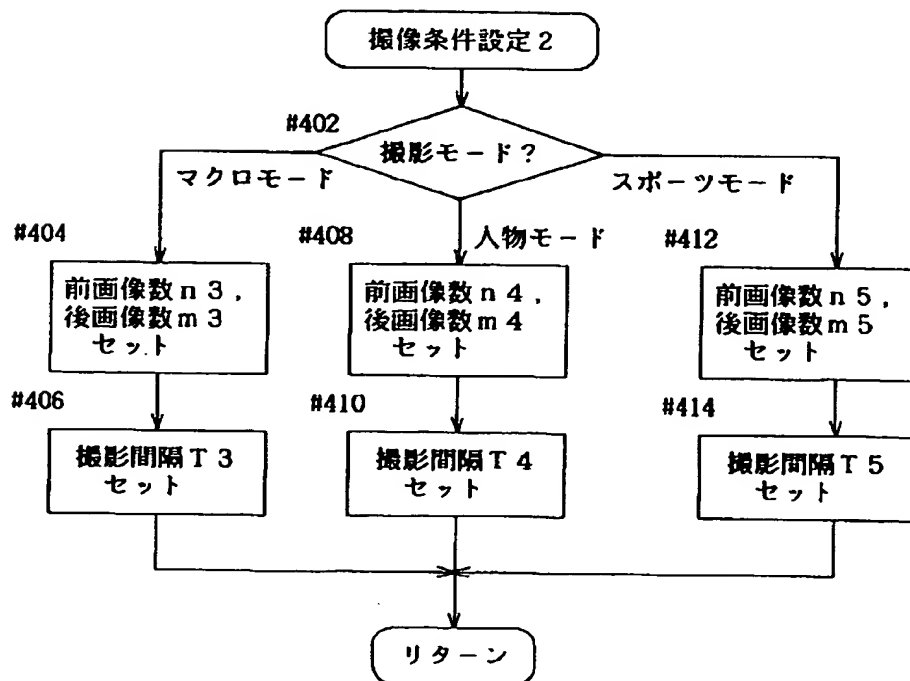 撮像条件設定2
#402
撮影モード?
マクロモード
スポーツモード
人物モード
#404
#408
#412
前画像数n3,
後画像数m3
セット
前画像数n4,
後画像数m4
セット
前画像数n5,
後画像数m5
セット
#406
#410
#414
撮影間隔T3
セット
撮影間隔T4
セット
撮影間隔T5
セット
リターン